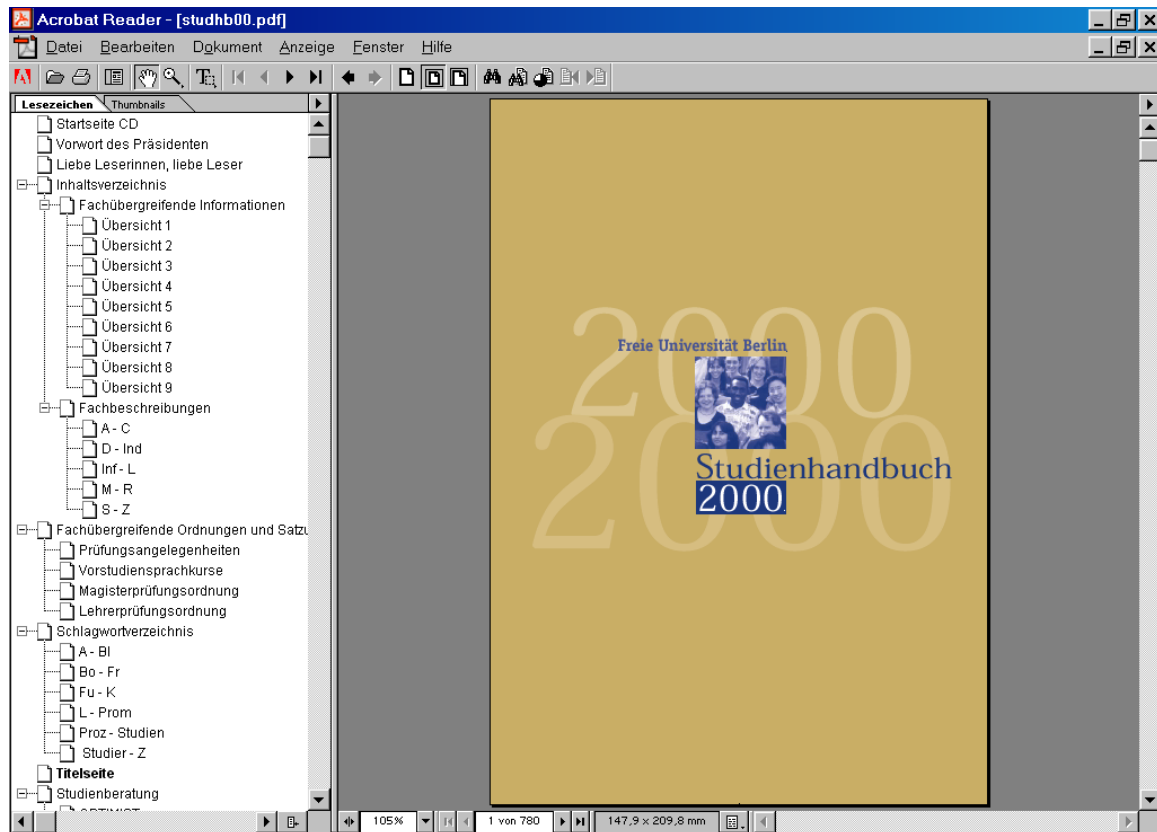 Acrobat Reader - [studhb00.pdf]
Datei Bearbeiten Dokument Anzeige Fenster Hilfe
Lesezeichen Thumbnails
Startseite CD
Vorwort des Präsidenten
Liebe Leserinnen, liebe Leser
Inhaltsverzeichnis
Fachübergreifende Informationen
Übersicht 1
Übersicht 2
Übersicht 3
Übersicht 4
Übersicht 5
Übersicht 6
Übersicht 7
Übersicht 8
Übersicht 9
Fachbeschreibungen
A - C
D - Ind
Inf - L
M - R
S - Z
Fachübergreifende Ordnungen und Satzu
Prüfungsangelegenheiten
Vorstudiensprachkurse
Magisterprüfungsordnung
Lehrerprüfungsordnung
Schlagwortverzeichnis
A - Bl
Bo - Fr
Fu - K
L - Prom
Proz - Studien
Studier - Z
Titelseite
Studienberatung
2000
Freie Universität Berlin
2000
Studienhandbuch
2000
105% 1 von 780 147,9 x 209,8 mm